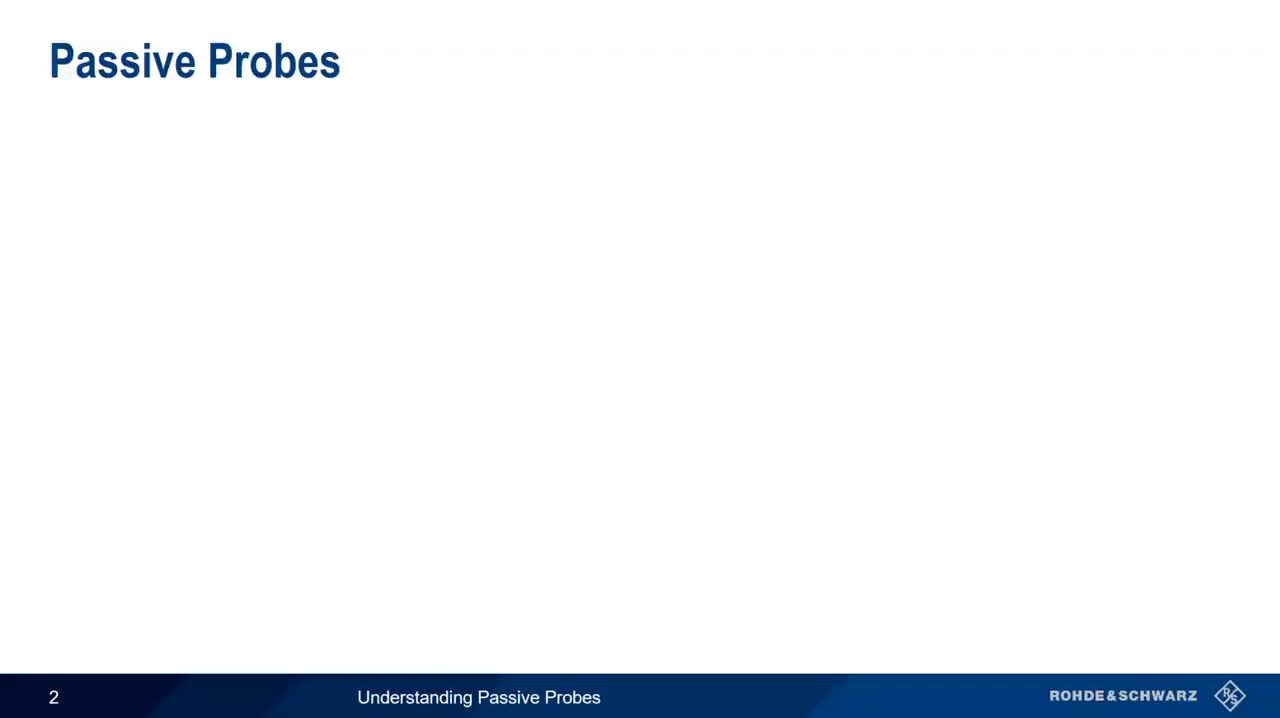 Passive Probes
2
Understanding Passive Probes
ROHDE&SCHWARZ
R&S